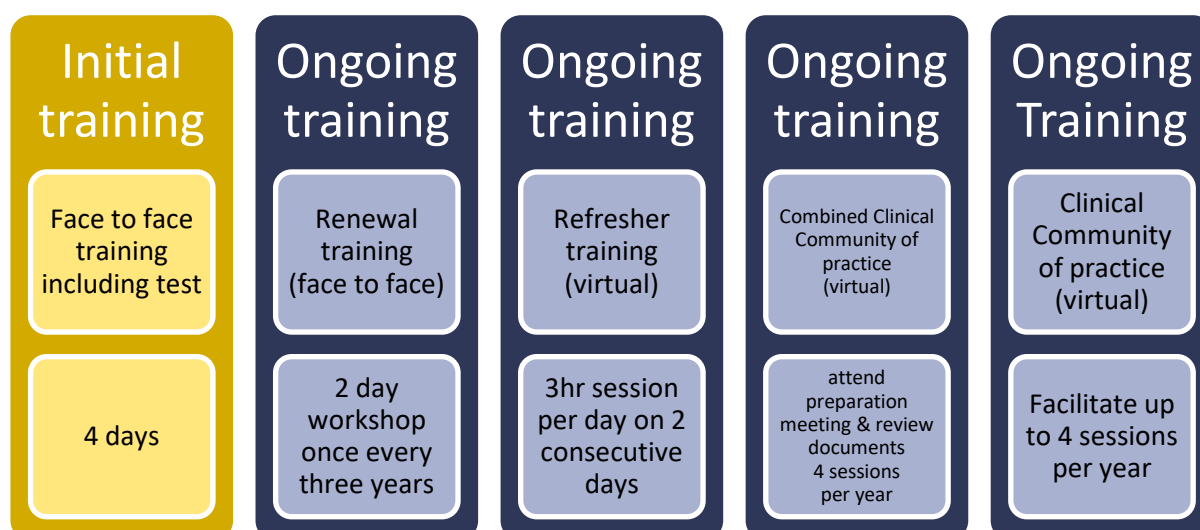 Initial
training
Face to face
training
including test
4 days
Ongoing
training
Renewal
training
(face to face)
2 day
workshop
once every
three years
Ongoing
training
Refresher
training
(virtual)
3hr session
per day on 2
consecutive
days
Ongoing
training
Combined Clinical
Community of
practice
(virtual)
attend
preparation
meeting & review
documents
4 sessions
per year
Ongoing
Training
Clinical
Community
of practice
(virtual)
Facilitate up
to 4 sessions
per year